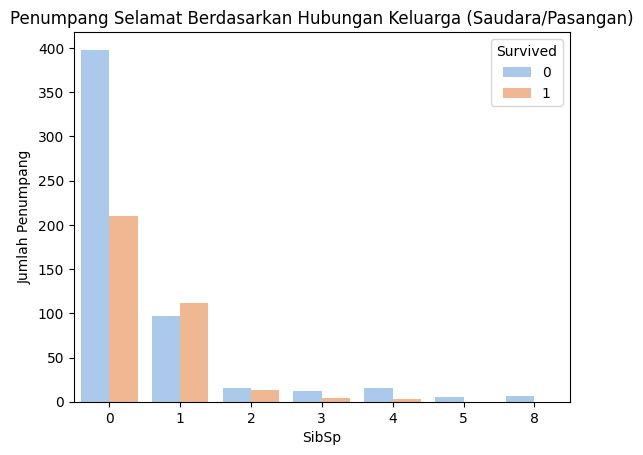 Penumpang Selamat Berdasarkan Hubungan Keluarga (Saudara/Pasangan)
Survived
0
1
400
350
300
250
200
150
100
50
0
Jumlah Penumpang
0 1 2 3 4 5 8
SibSp